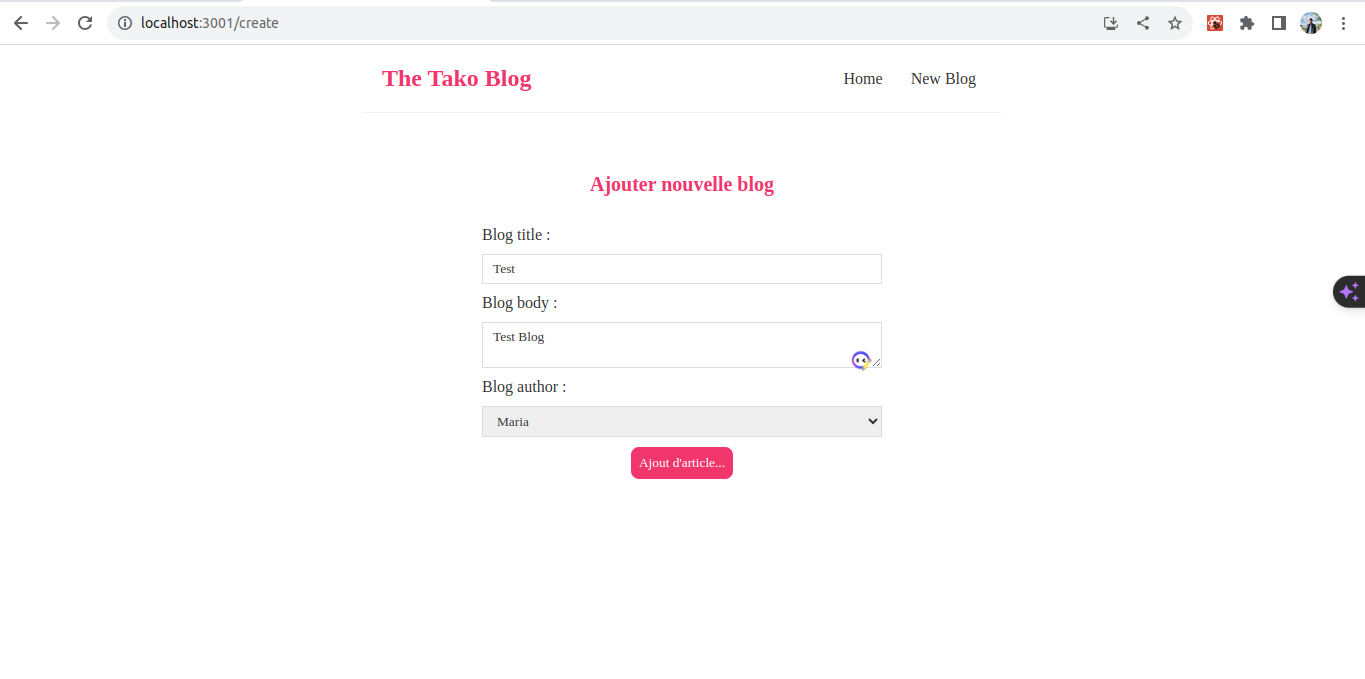 localhost:3001/create
The Tako Blog
Home
New Blog
Ajouter nouvelle blog
Blog title :
Test
Blog body :
Test Blog
Blog author :
Maria
Ajout d'article...